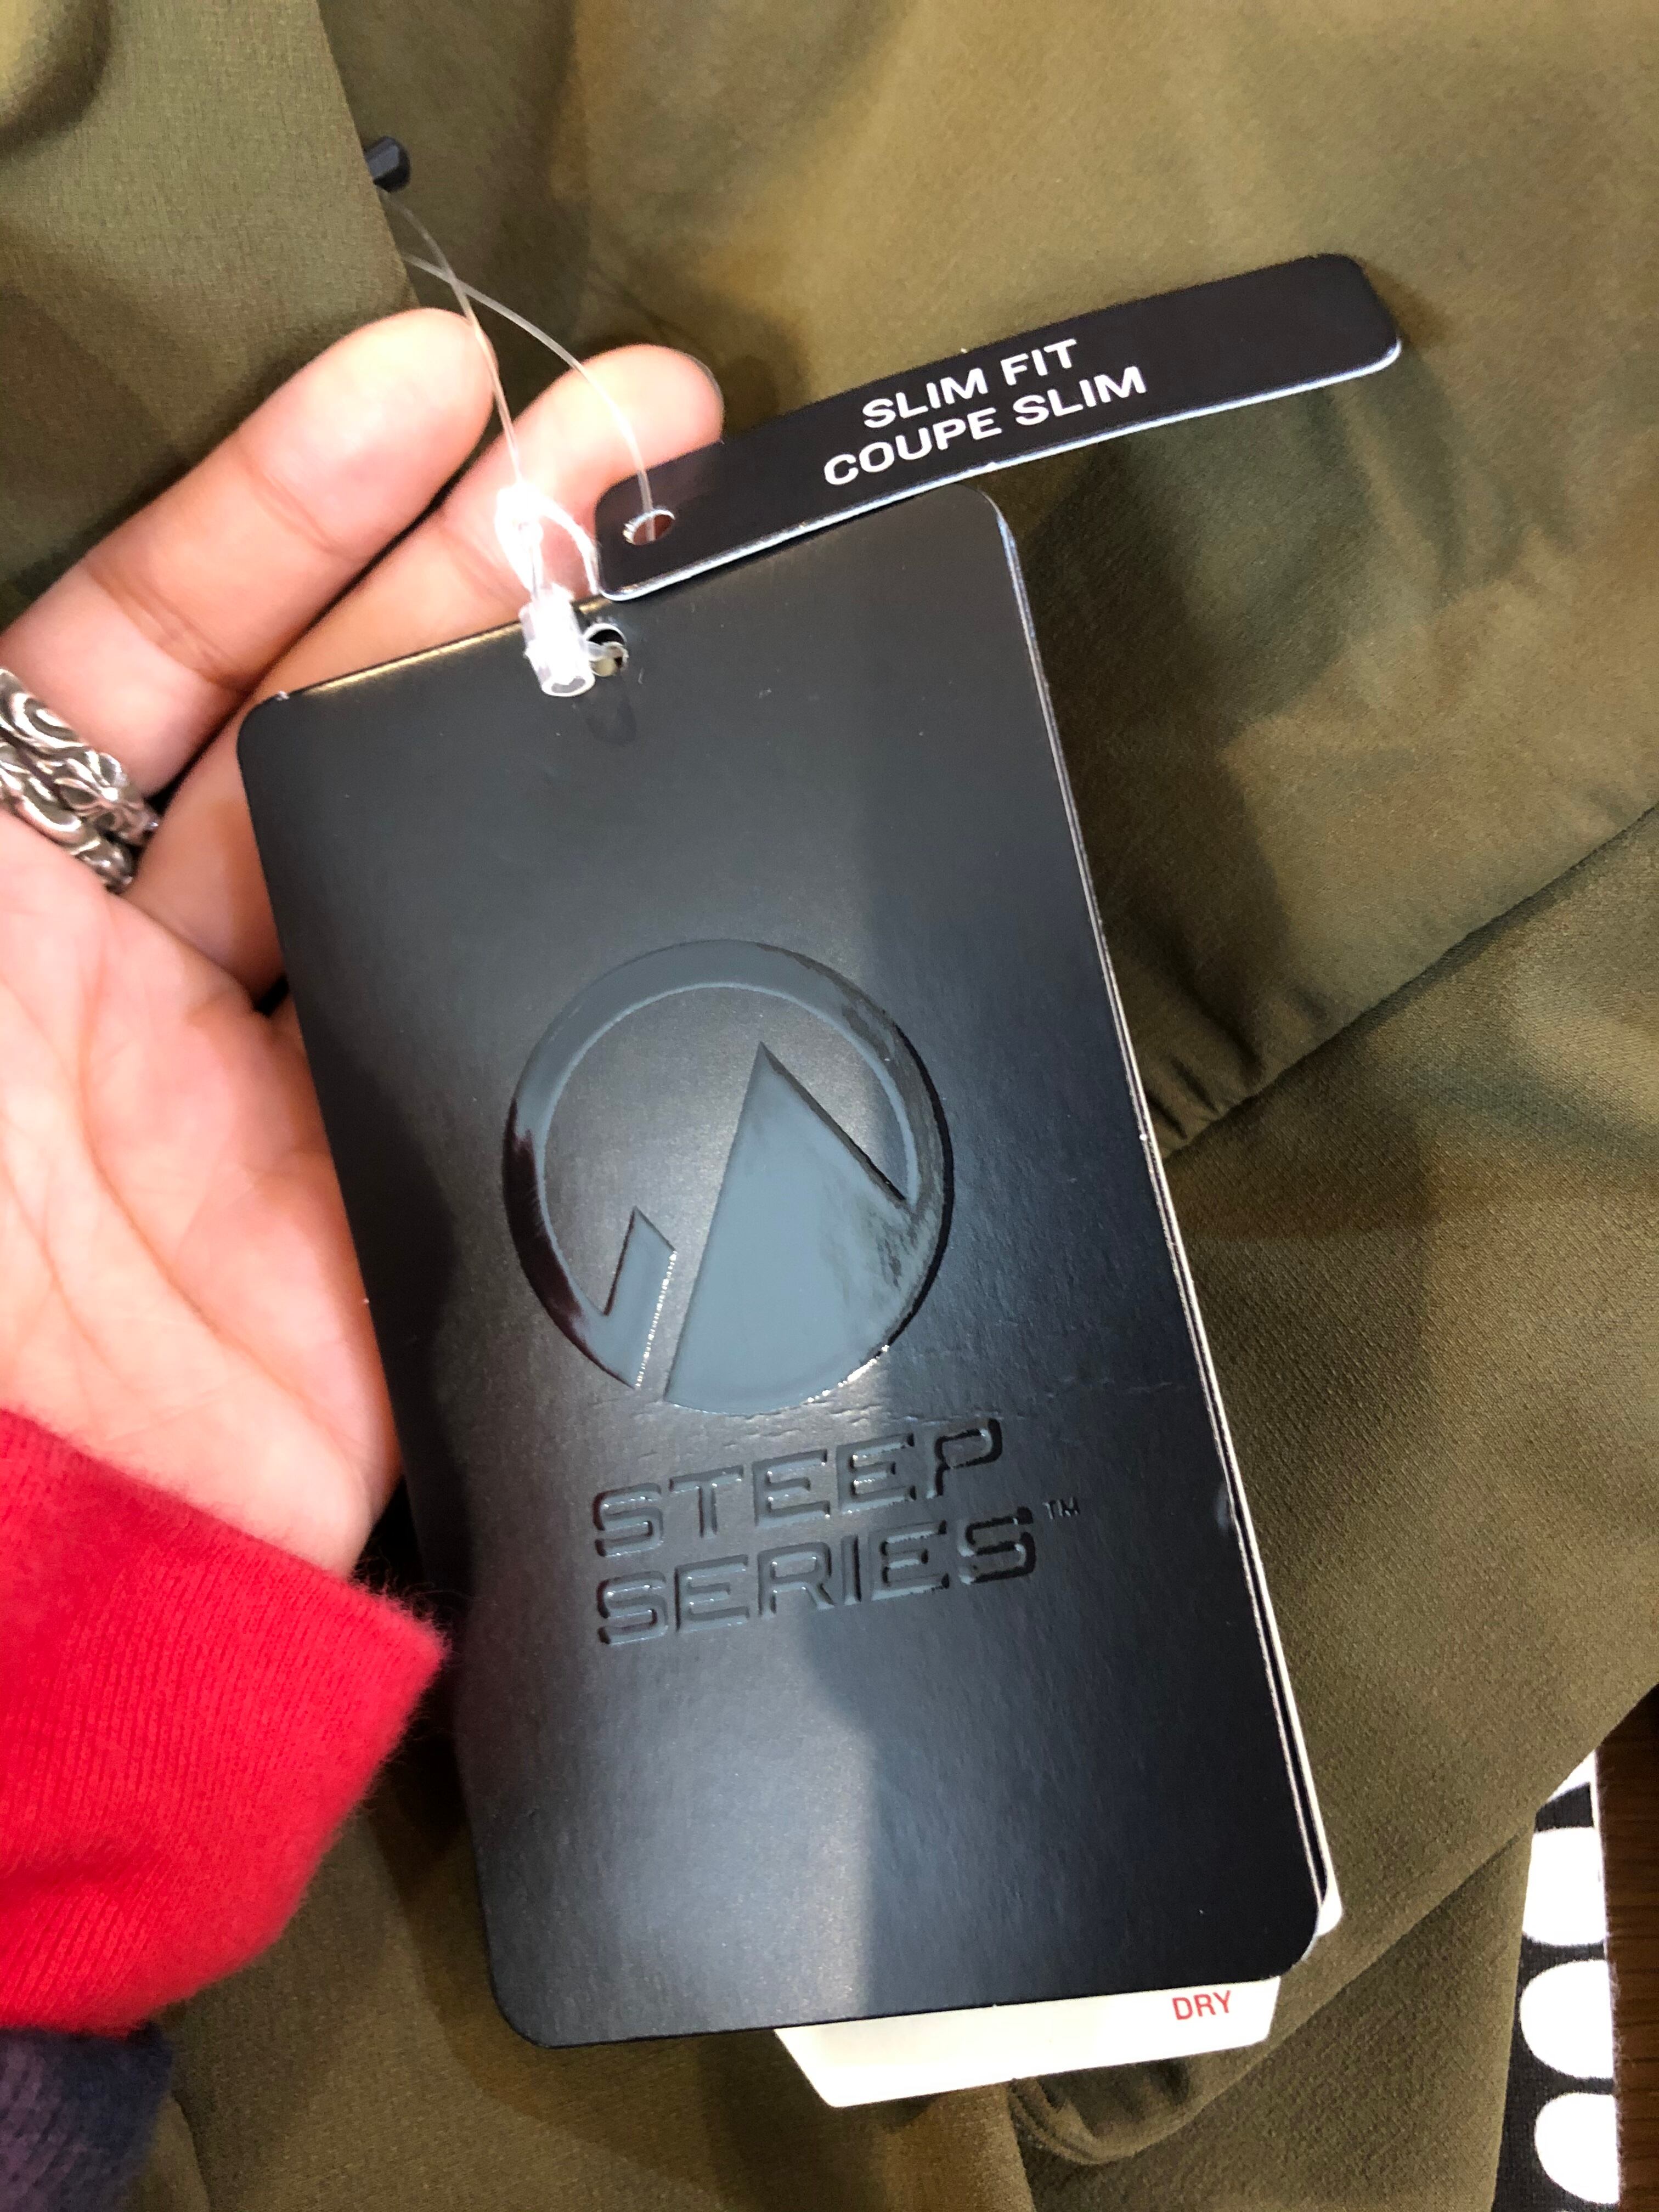 SLIM FIT
COUPE SLIM
STEEP
SERIES™
DRY